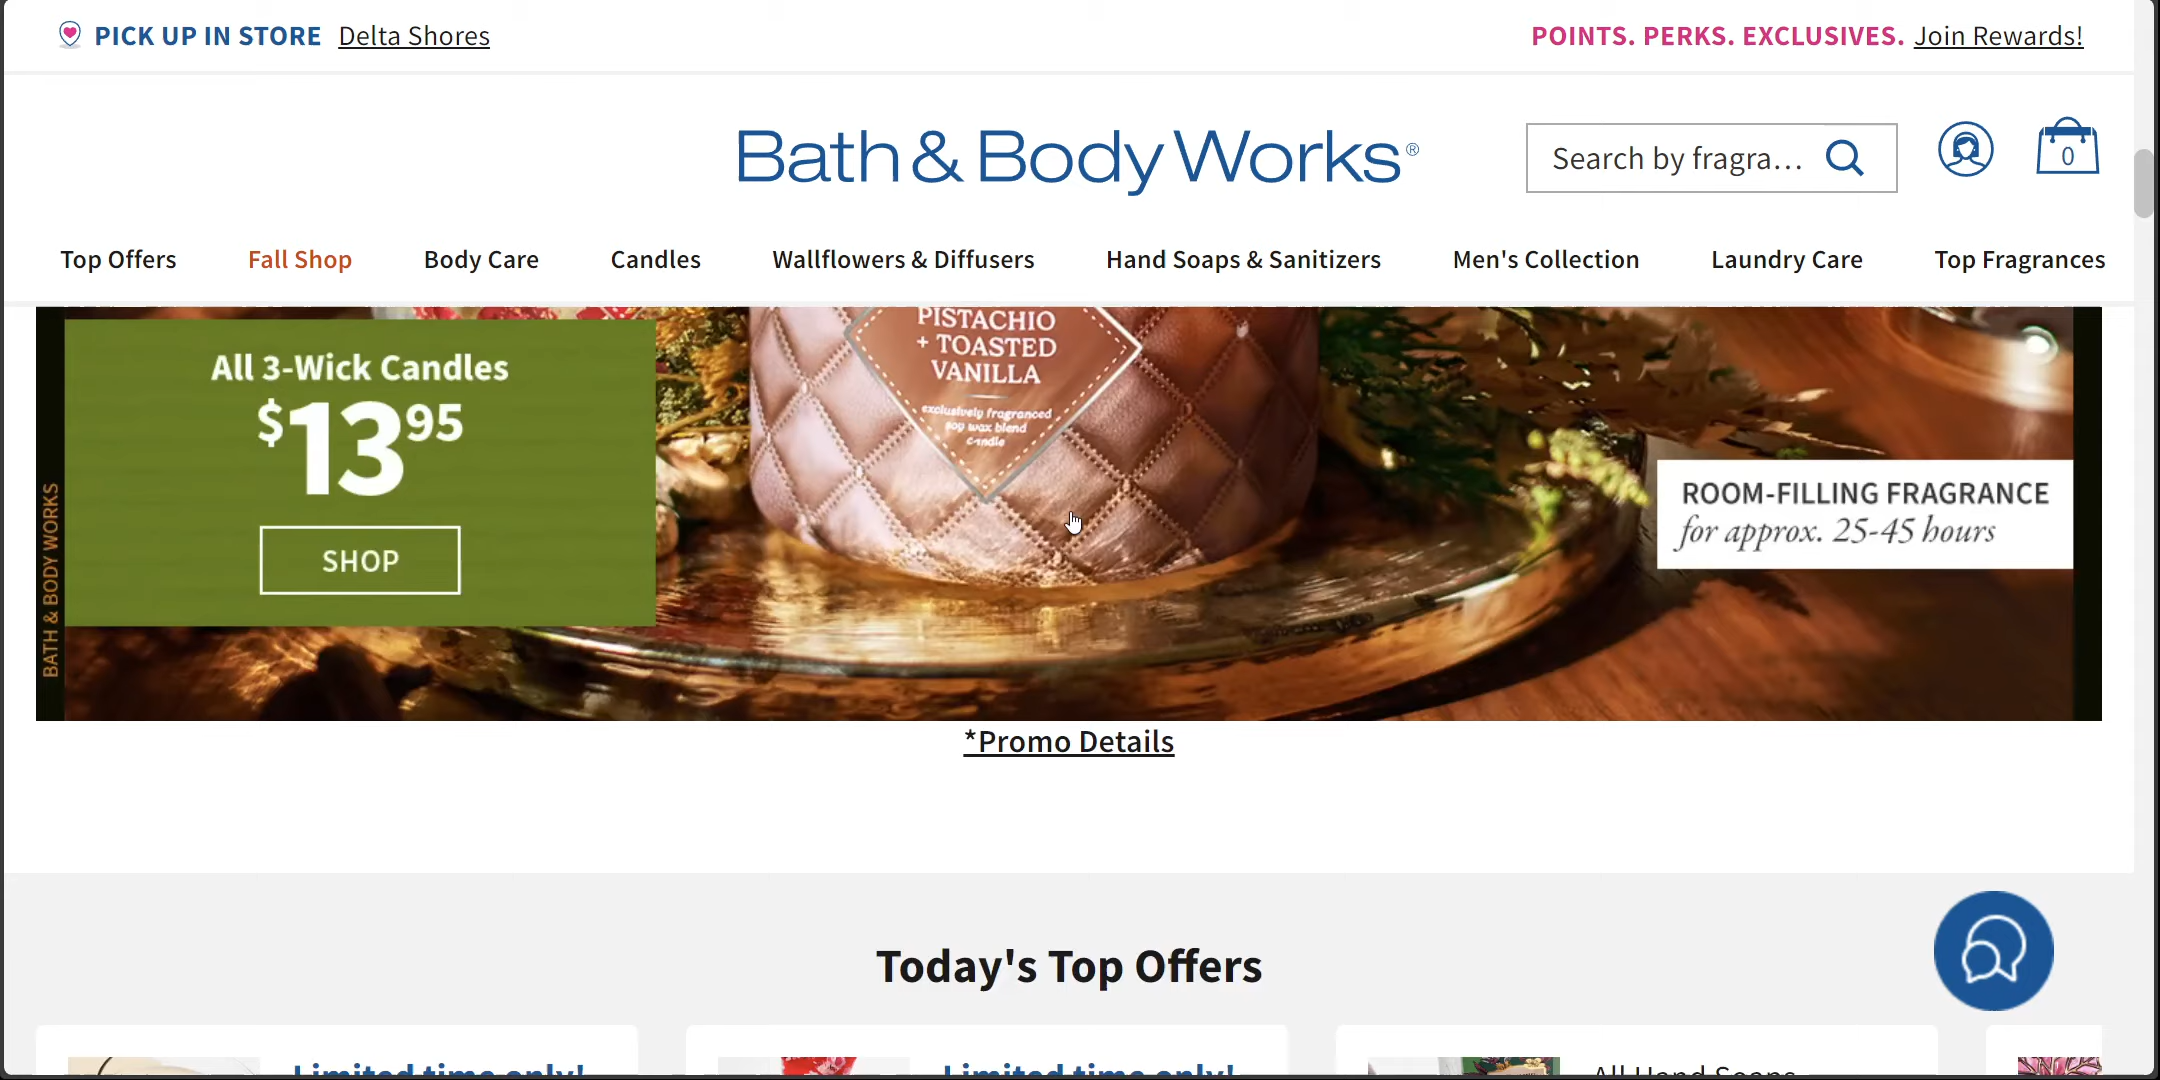 PICK UP IN STORE Delta Shores
POINTS. PERKS. EXCLUSIVES. Join Rewards!
Bath & Body Works®
Search by fragra...
0
Top Offers Fall Shop Body Care Candles Wallflowers & Diffusers Hand Soaps & Sanitizers Men's Collection Laundry Care Top Fragrances
All 3-Wick Candles
$13 95
SHOP
BATH & BODY WORKS
PISTACHIO
+ TOASTED
VANILLA
exclusively fragranced
soy wax blend
candle
ROOM-FILLING FRAGRANCE
for approx. 25-45 hours
*Promo Details
Today's Top Offers
Limited time only!
Limited time only!
All Hand Soaps